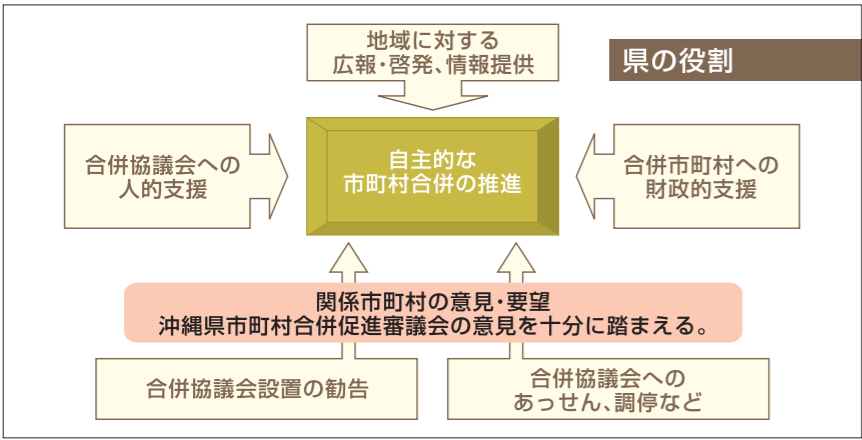 県の役割
地域に対する
広報・啓発、情報提供
合併協議会への
人的支援
自主的な
市町村合併の推進
合併市町村への
財政的支援
関係市町村の意見・要望
沖縄県市町村合併促進審議会の意見を十分に踏まえる。
合併協議会設置の勧告
合併協議会への
あっせん、調停など